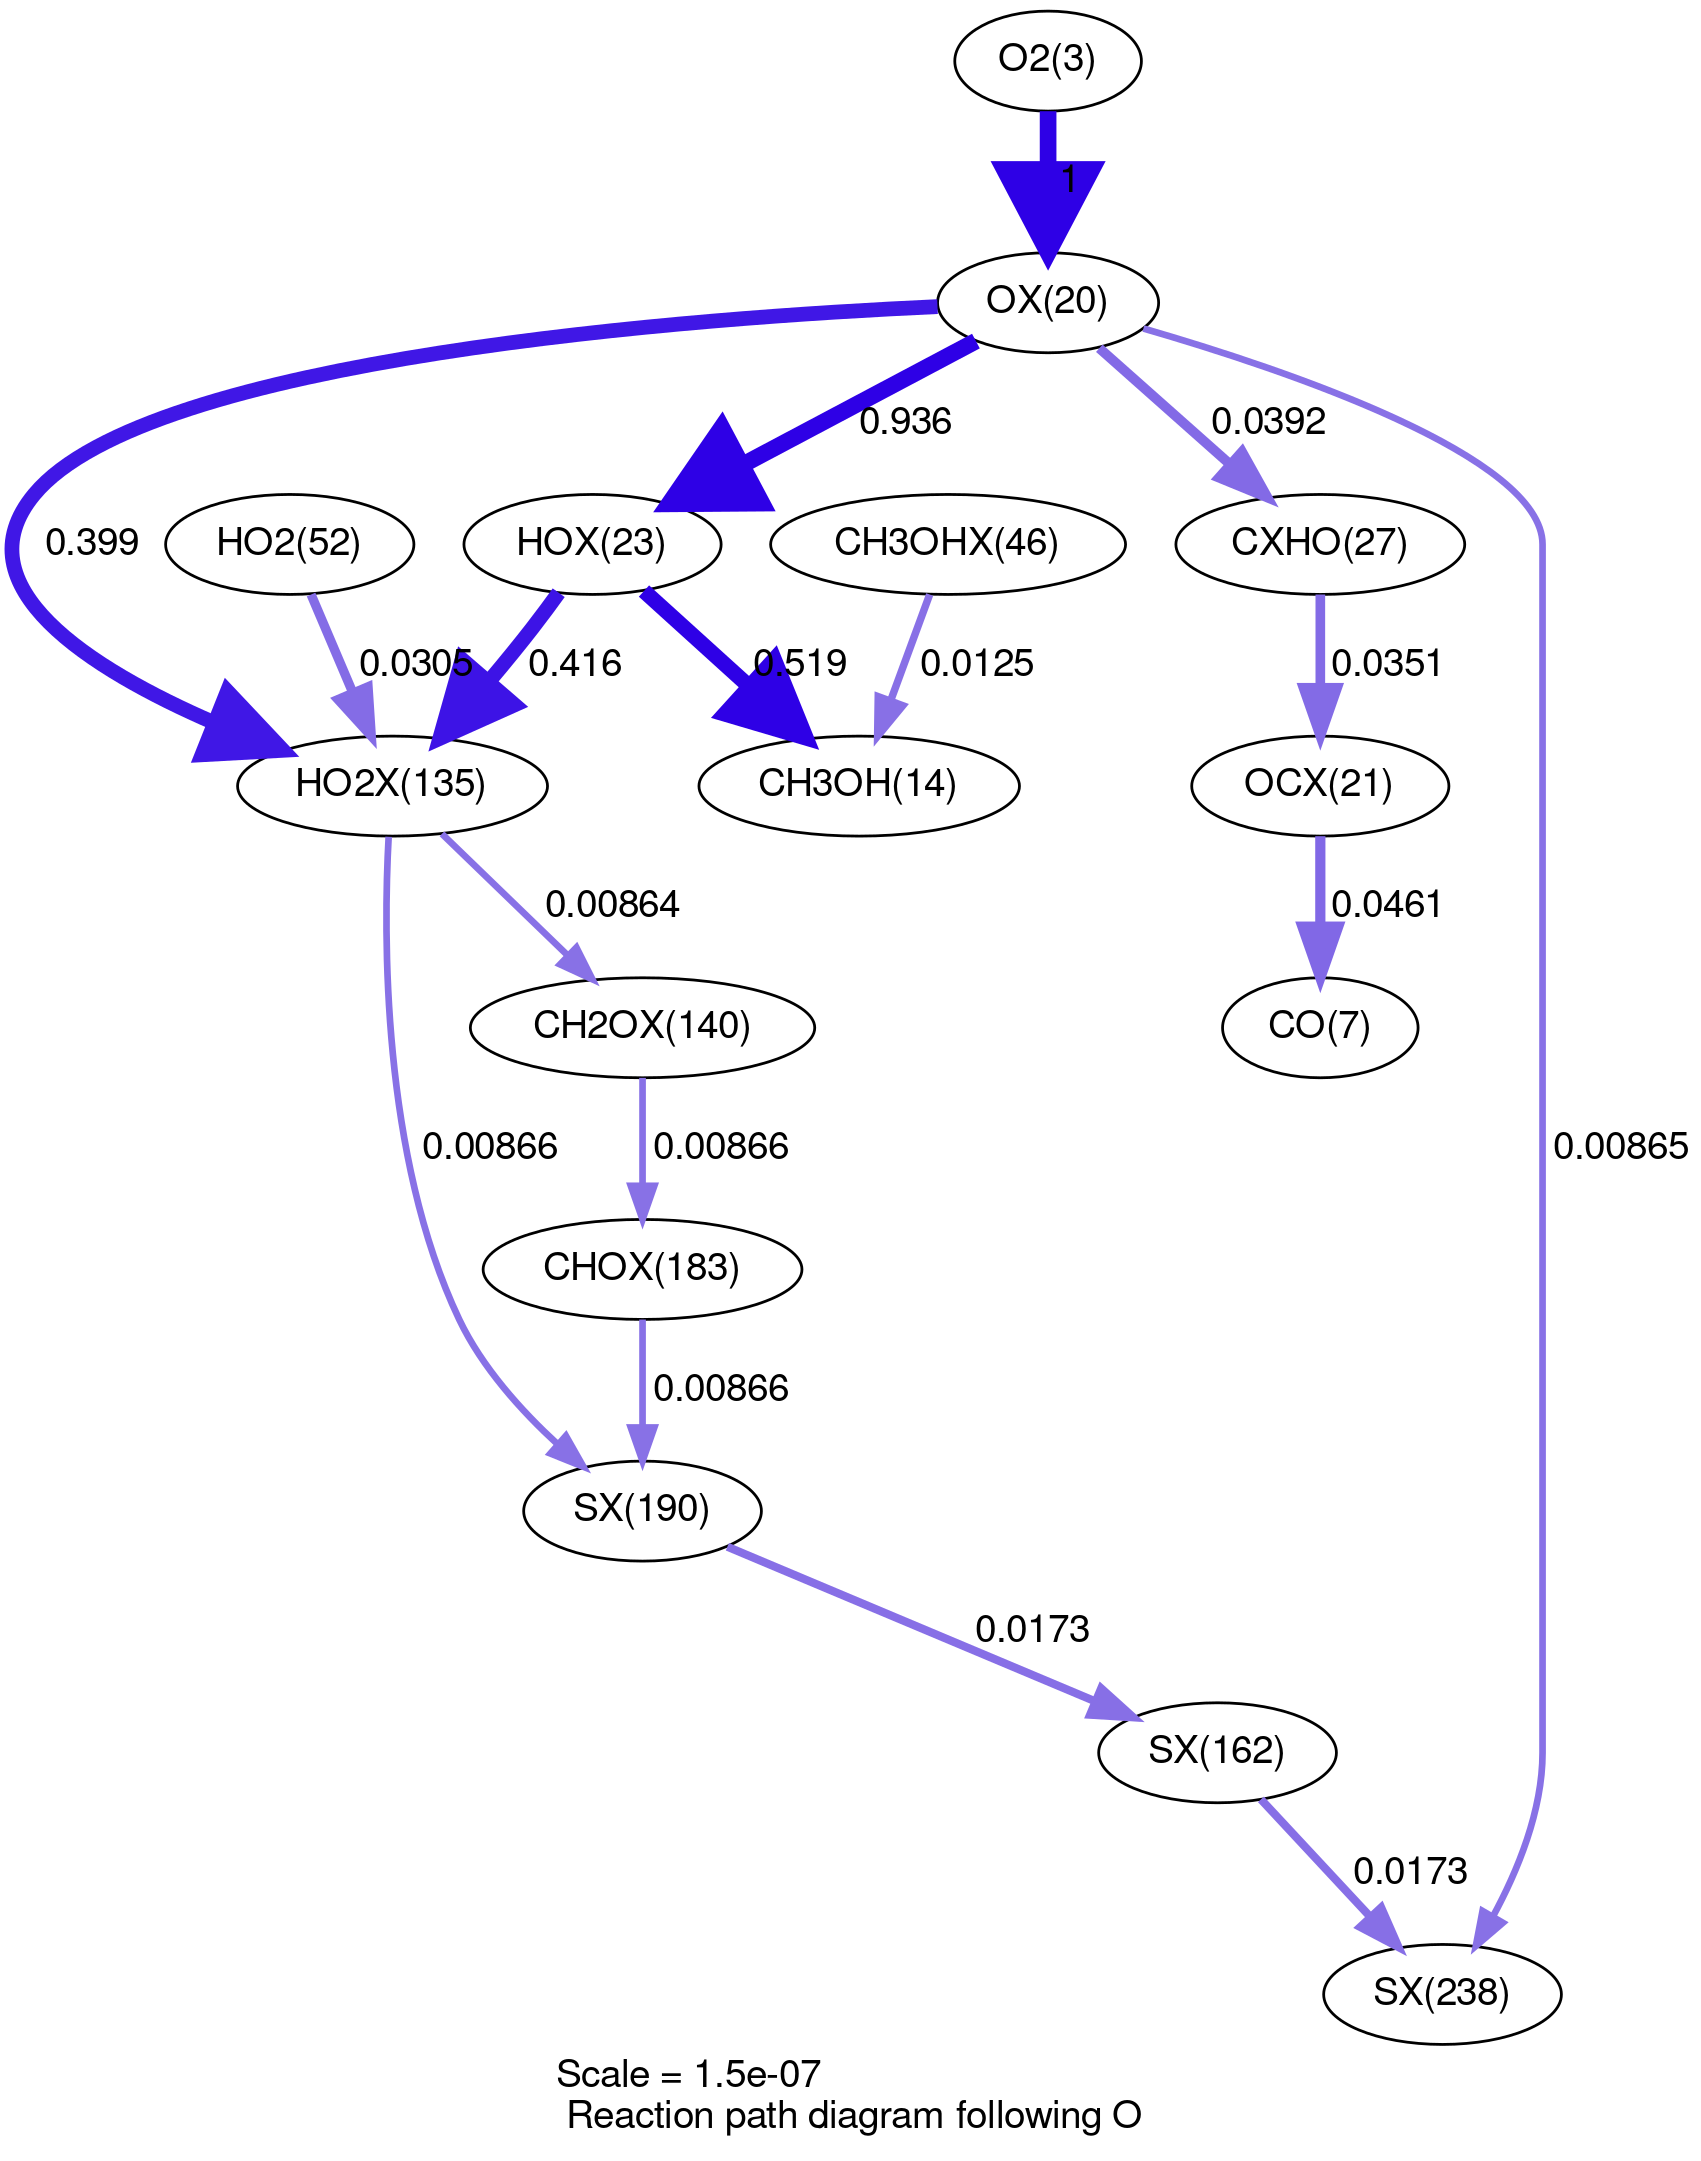 O2(3)
1
OX(20)
0.936
0.0392
0.399
HO2(52)
HOX(23)
CH3OHX(46)
CXHO(27)
0.0305
0.416
0.519
0.0125
0.0351
HO2X(135)
CH3OH(14)
OCX(21)
0.00864
0.0461
CH2OX(140)
CO(7)
0.00866
0.00866
0.00865
CHOX(183)
0.00866
SX(190)
0.0173
SX(162)
0.0173
SX(238)
Scale = 1.5e-07
Reaction path diagram following O